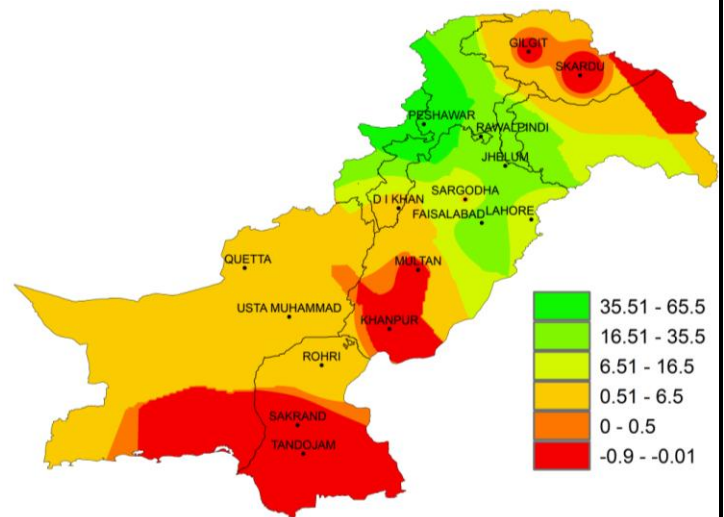 GILGIT
SKARDU
PESHAWAR
RAWALPINDI
JHELUM
SARGODHA
D I KHAN
FAISALABAD
LAHORE
QUETTA
MULTAN
USTA MUHAMMAD
KHANPUR
ROHRI
SAKRAND
TANDOJAM
35.51 - 65.5
16.51 - 35.5
6.51 - 16.5
0.51 - 6.5
0 - 0.5
-0.9 - -0.01